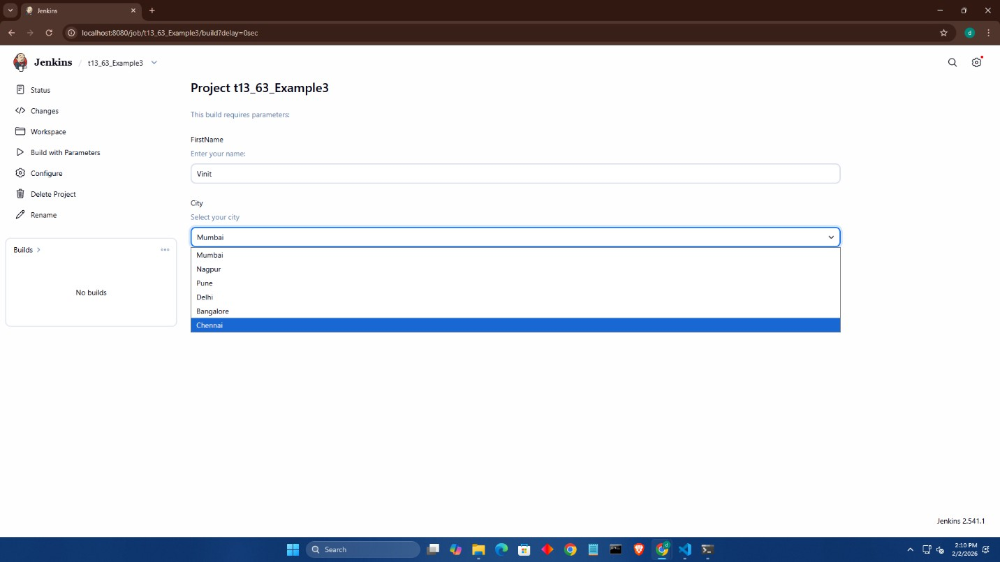 Jenkins
localhost:8080/job/t13_63_Example3/build?delay=0sec
d
Jenkins / t13_63_Example3
Status
Changes
Workspace
Build with Parameters
Configure
Delete Project
Rename
Builds
No builds
Project t13_63_Example3
This build requires parameters:
FirstName
Enter your name:
Vinit
City
Select your city
Mumbai
Mumbai
Nagpur
Pune
Delhi
Bangalore
Chennai
Jenkins 2.541.1
Search
d
2:10 PM
2/2/2026